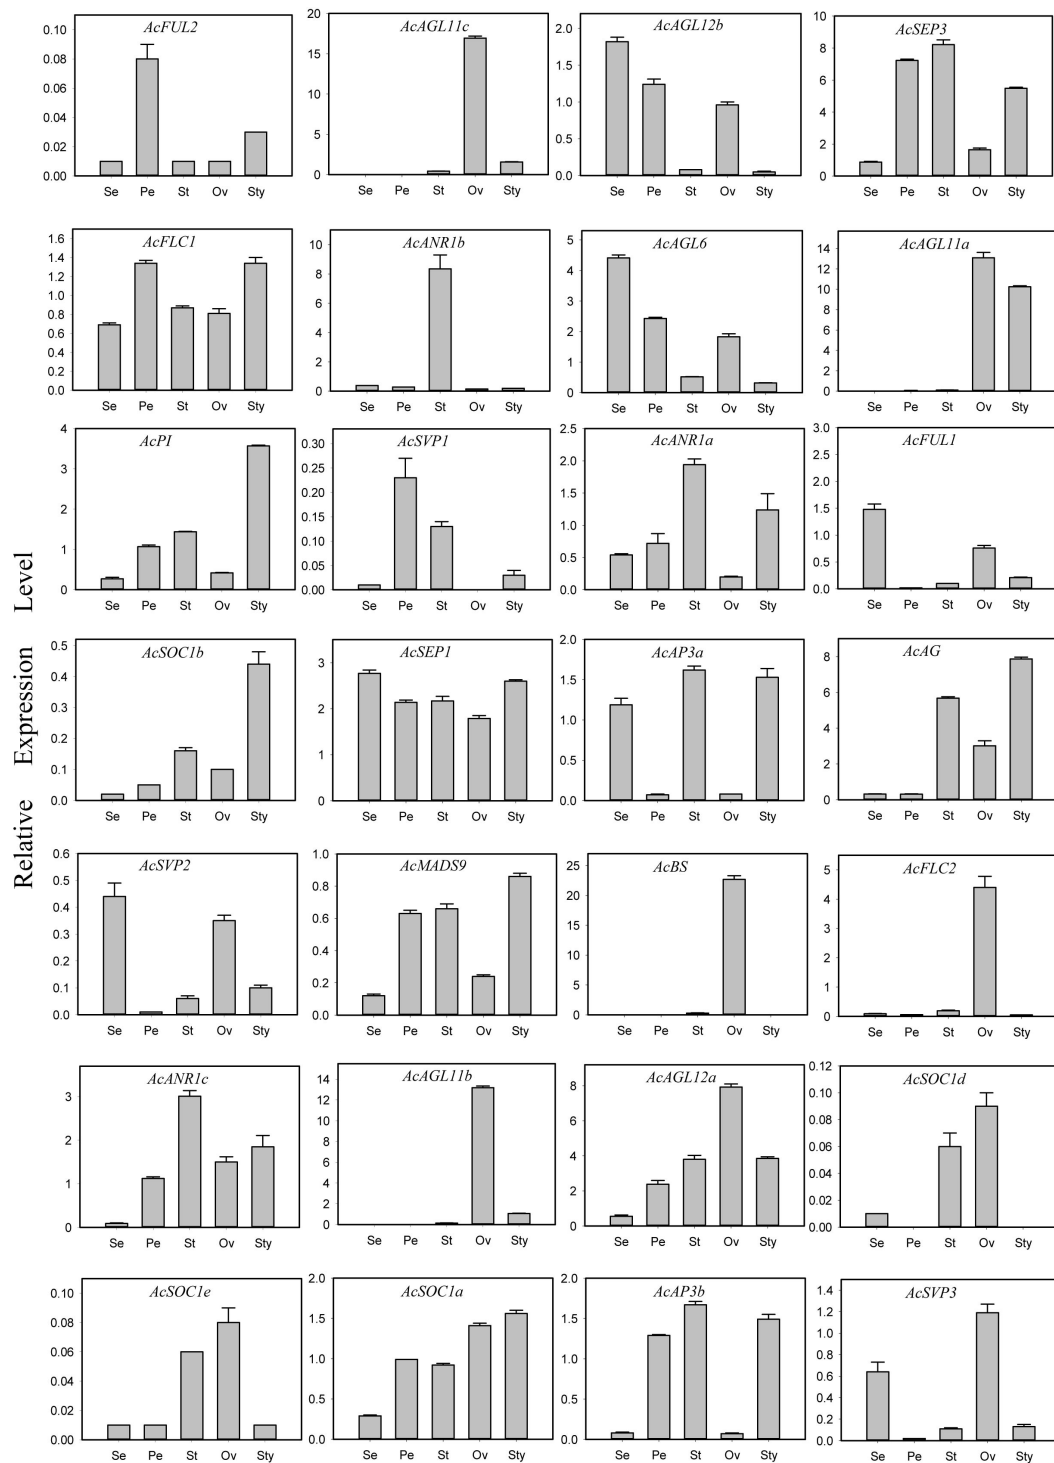 Relative Expression Level
AcFUL2
0.10
0.08
0.06
0.04
0.02
0.00
Se Pe St Ov Sty
AcAGL11c
20
15
10
5
0
Se Pe St Ov Sty
AcAGL12b
2.0
1.5
1.0
0.5
0.0
Se Pe St Ov Sty
AcSEP3
10
8
6
4
2
0
Se Pe St Ov Sty
AcFLC1
1.6
1.4
1.2
1.0
0.8
0.6
0.4
0.2
0.0
Se Pe St Ov Sty
AcANR1b
10
8
6
4
2
0
Se Pe St Ov Sty
AcAGL6
5
4
3
2
1
0
Se Pe St Ov Sty
AcAGL11a
14
12
10
8
6
4
2
0
Se Pe St Ov Sty
AcPI
4
3
2
1
0
Se Pe St Ov Sty
AcSVP1
0.30
0.25
0.20
0.15
0.10
0.05
0.00
Se Pe St Ov Sty
AcANR1a
2.5
2.0
1.5
1.0
0.5
0.0
Se Pe St Ov Sty
AcFUL1
3.0
2.5
2.0
1.5
1.0
0.5
0.0
Se Pe St Ov Sty
AcSOC1b
0.5
0.4
0.3
0.2
0.1
0.0
Se Pe St Ov Sty
AcSEP1
3
2
1
0
Se Pe St Ov Sty
AcAP3a
2.0
1.5
1.0
0.5
0.0
Se Pe St Ov Sty
AcAG
8
6
4
2
0
Se Pe St Ov Sty
AcSVP2
0.6
0.5
0.4
0.3
0.2
0.1
0.0
Se Pe St Ov Sty
AcMADS9
1.0
0.8
0.6
0.4
0.2
0.0
Se Pe St Ov Sty
AcBS
25
20
15
10
5
0
Se Pe St Ov Sty
AcFLC2
5
4
3
2
1
0
Se Pe St Ov Sty
AcANR1c
3
2
1
0
Se Pe St Ov Sty
AcAGL11b
14
12
10
8
6
4
2
0
Se Pe St Ov Sty
AcAGL12a
8
6
4
2
0
Se Pe St Ov Sty
AcSOC1d
0.12
0.10
0.08
0.06
0.04
0.02
0.00
Se Pe St Ov Sty
AcSOC1e
0.10
0.08
0.06
0.04
0.02
0.00
Se Pe St Ov Sty
AcSOC1a
2.0
1.5
1.0
0.5
0.0
Se Pe St Ov Sty
AcAP3b
2.0
1.5
1.0
0.5
0.0
Se Pe St Ov Sty
AcSVP3
1.4
1.2
1.0
0.8
0.6
0.4
0.2
0.0
Se Pe St Ov Sty